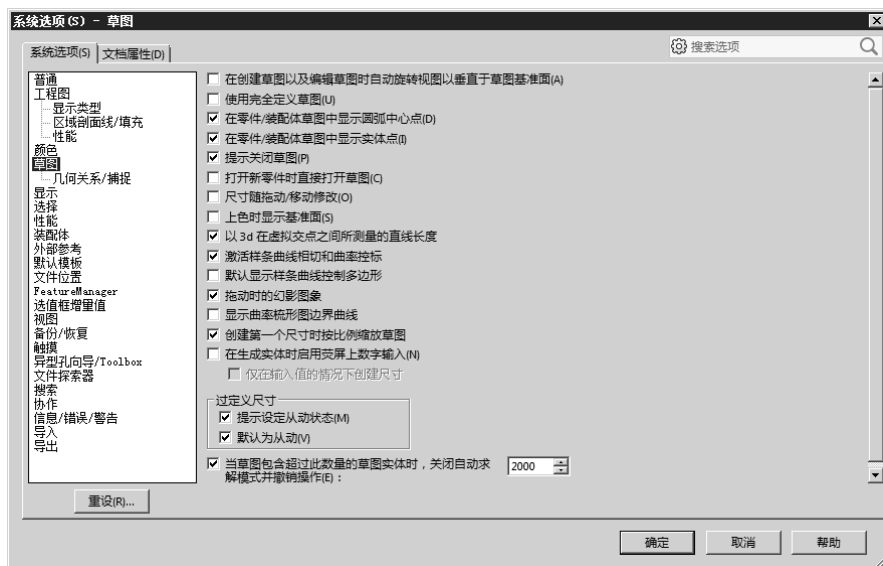 系统选项(S) - 草图
系统选项(S) 文档属性(D)
搜索选项
普通
工程图
显示类型
区域剖面线/填充
性能
颜色
草图
几何关系/捕捉
显示
选择
性能
装配体
外部参考
默认模板
文件位置
FeatureManager
选值框增量值
视图
备份/恢复
触摸
异型孔向导/Toolbox
文件探索器
搜索
协作
信息/错误/警告
导入
导出
重设(R)...
在创建草图以及编辑草图时自动旋转视图以垂直于草图基准面(A)
使用完全定义草图(U)
在零件/装配体草图中显示圆弧中心点(D)
在零件/装配体草图中显示实体点(I)
提示关闭草图(P)
打开新零件时直接打开草图(C)
尺寸随拖动/移动修改(O)
上色时显示基准面(S)
以 3d 在虚拟交点之间所测量的直线长度
激活样条曲线相切和曲率控标
默认显示样条曲线控制多边形
拖动时的幻影图象
显示曲率梳形图边界曲线
创建第一个尺寸时按比例缩放草图
在生成实体时启用荧屏上数字输入(N)
仅在输入值的情况下创建尺寸
过定义尺寸
提示设定从动状态(M)
默认为从动(V)
当草图包含超过此数量的草图实体时，关闭自动求 2000
解模式并撤销操作(E)：
确定 取消 帮助